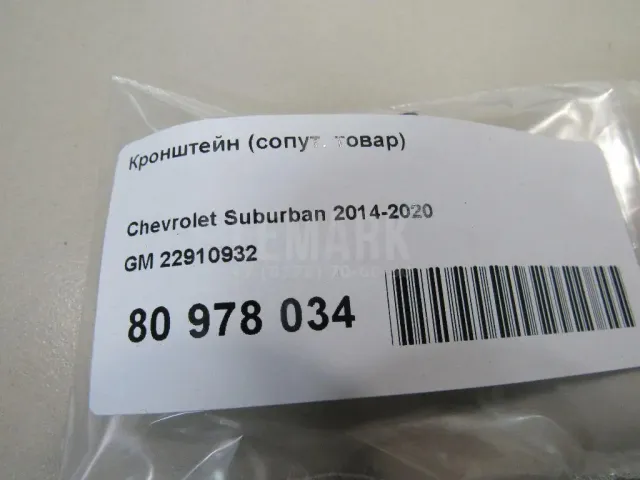 Кронштейн (сопут. товар)
Chevrolet Suburban 2014-2020
GM 22910932
80 978 034